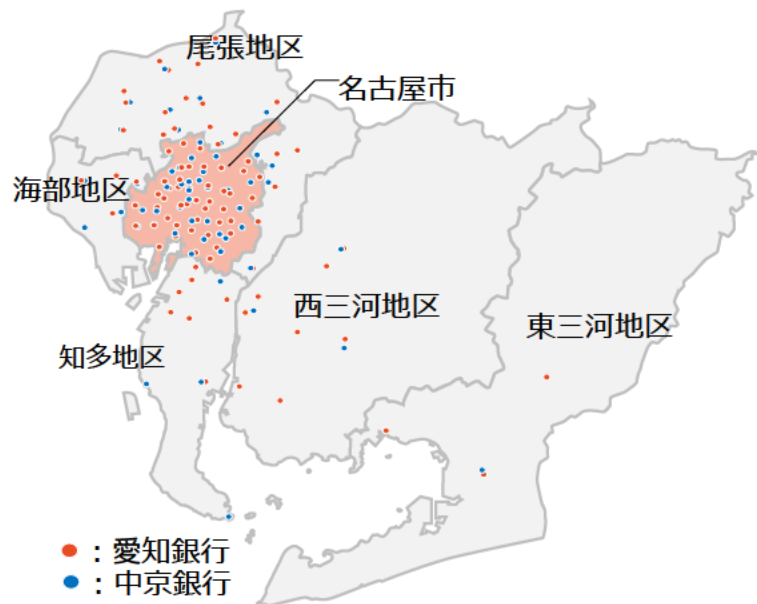 尾張地区
名古屋市
海部地区
西三河地区
東三河地区
知多地区
：愛知銀行
：中京銀行